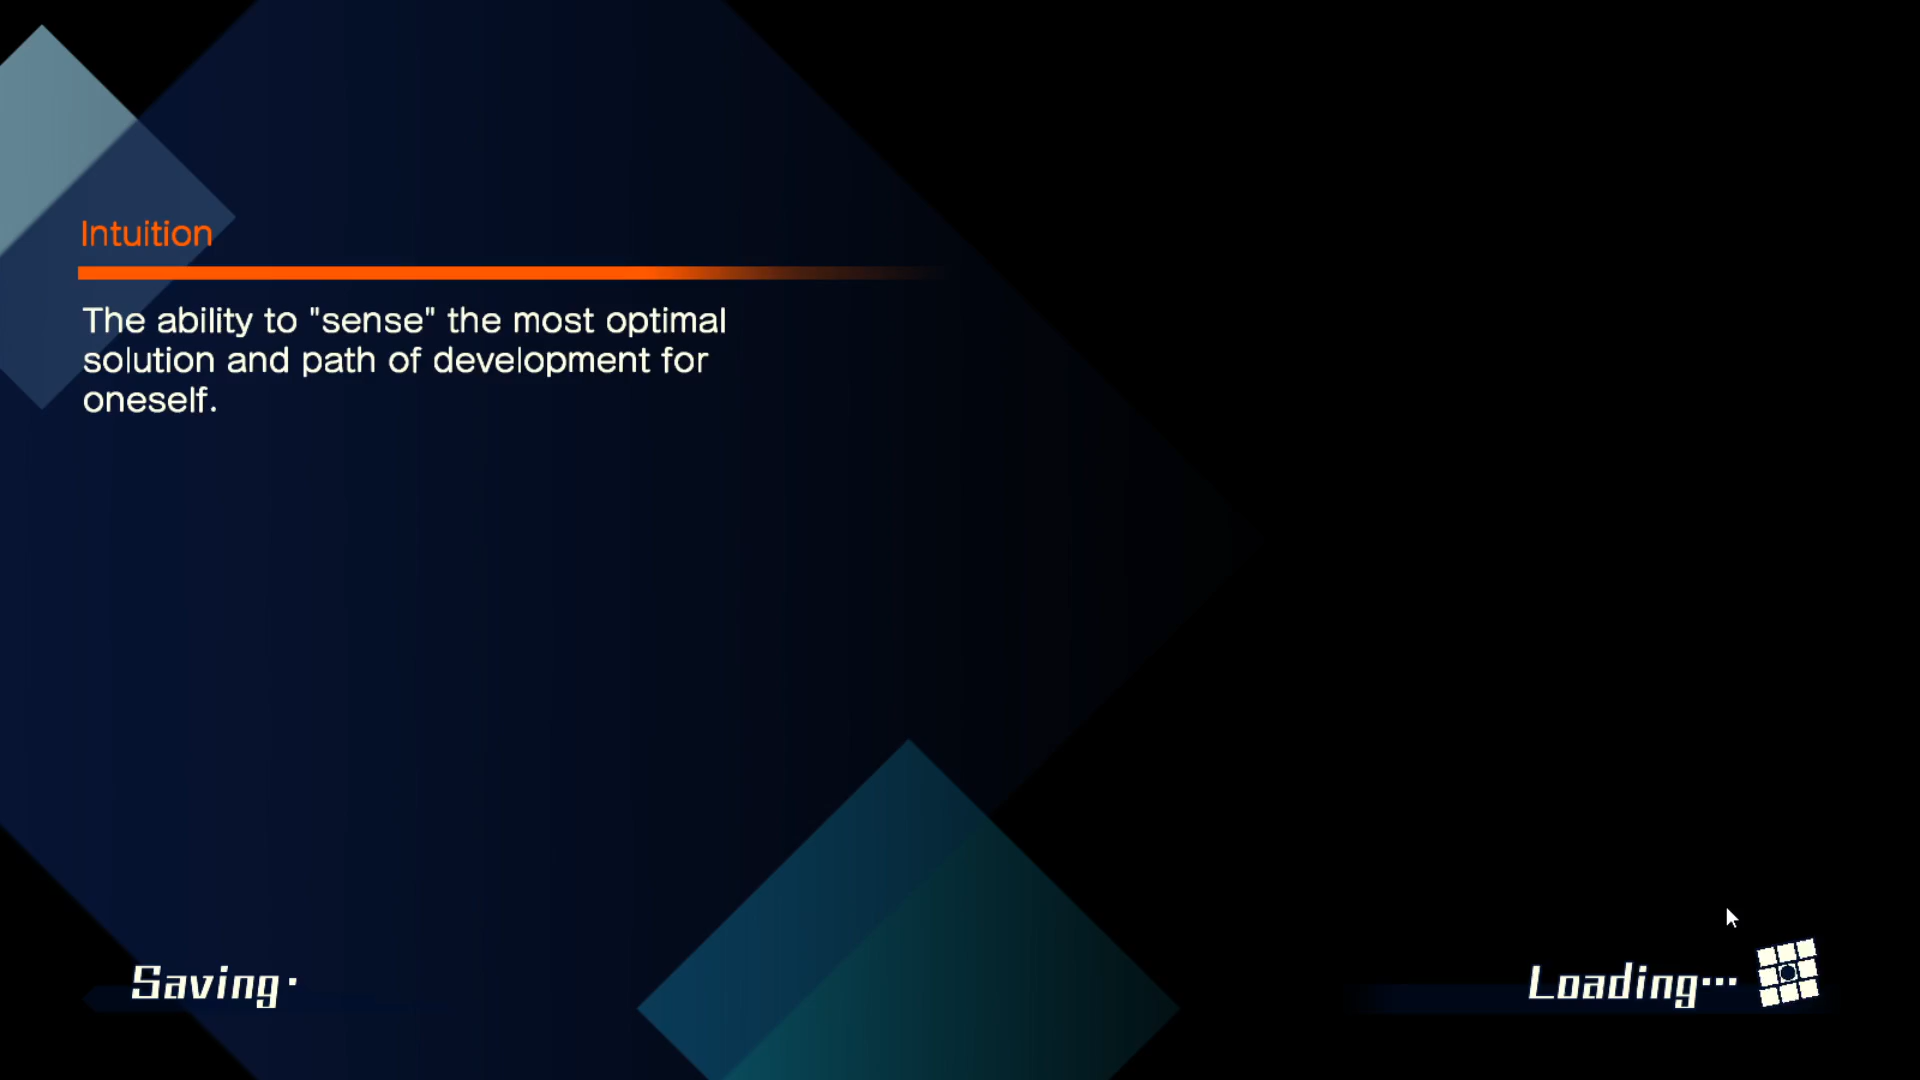 Intuition
The ability to "sense" the most optimal
solution and path of development for
oneself.
Saving·
Loading···